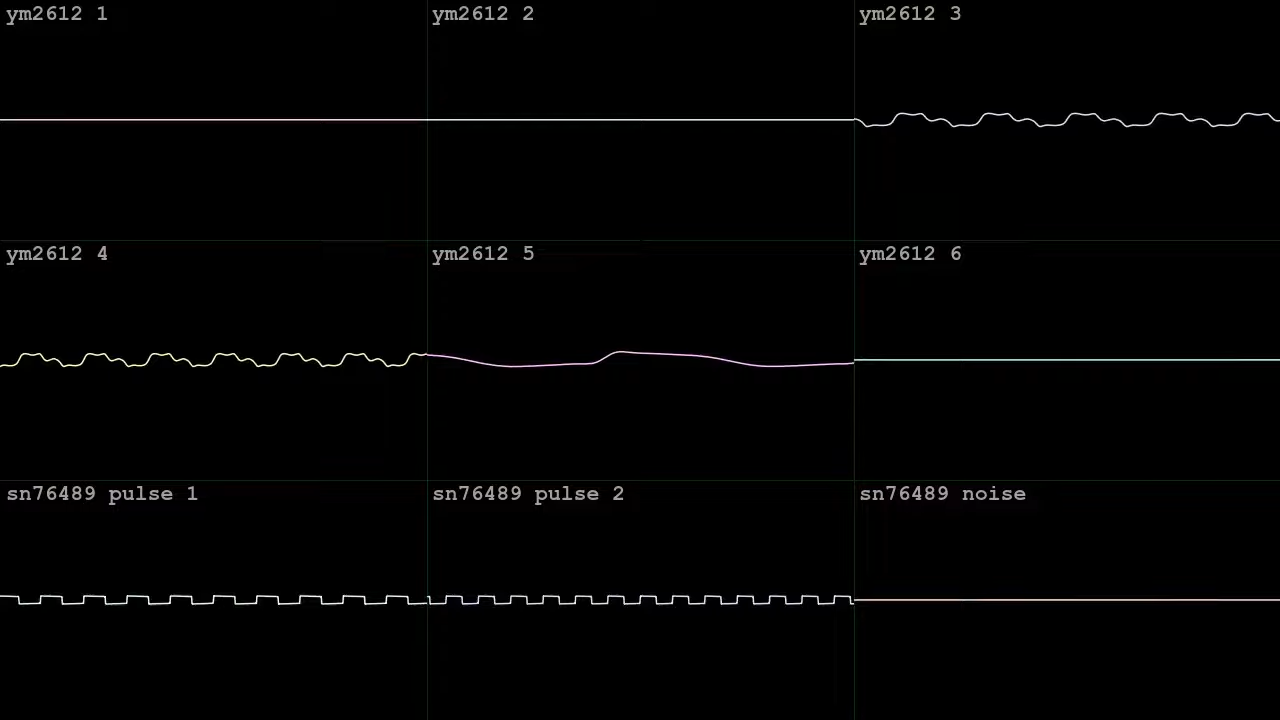 ym2612 1
ym2612 2
ym2612 3
ym2612 4
ym2612 5
ym2612 6
sn76489 pulse 1
sn76489 pulse 2
sn76489 noise